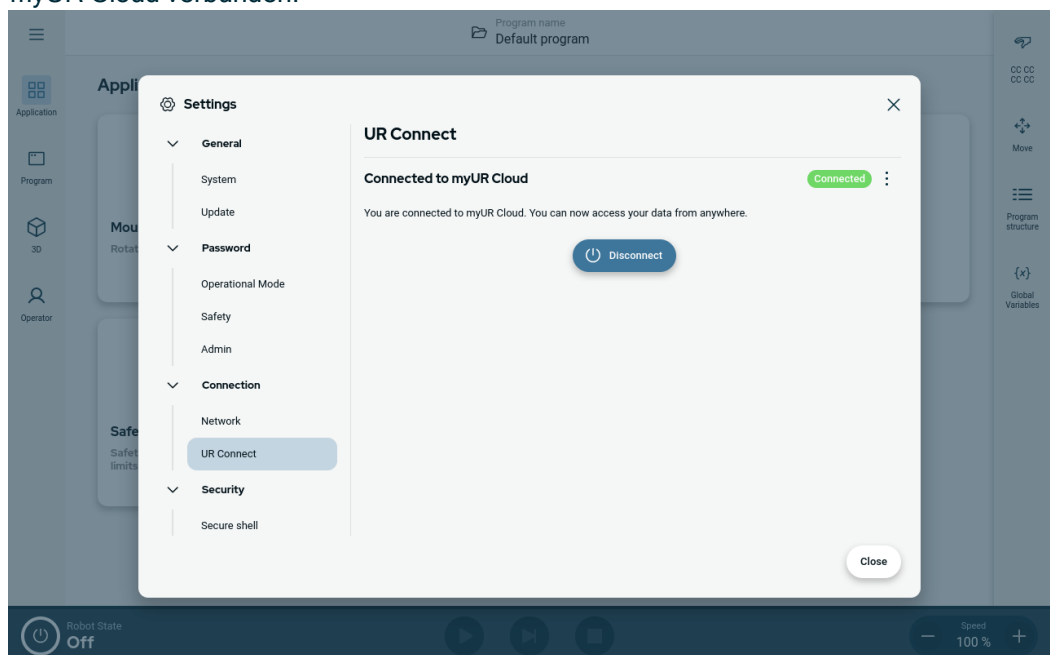 myUR Cloud verbunden.
Program name
Default program
Application
Program
3D
Operator
Appli
Mou
Rotat
Safe
Safet
limits
Settings
General
System
Update
Password
Operational Mode
Safety
Admin
Connection
Network
UR Connect
Security
Secure shell
UR Connect
Connected to myUR Cloud
Connected
You are connected to myUR Cloud. You can now access your data from anywhere.
Disconnect
Close
CC CC
CC CC
Move
Program
structure
{x}
Global
Variables
Robot State
Off
Speed
100 %